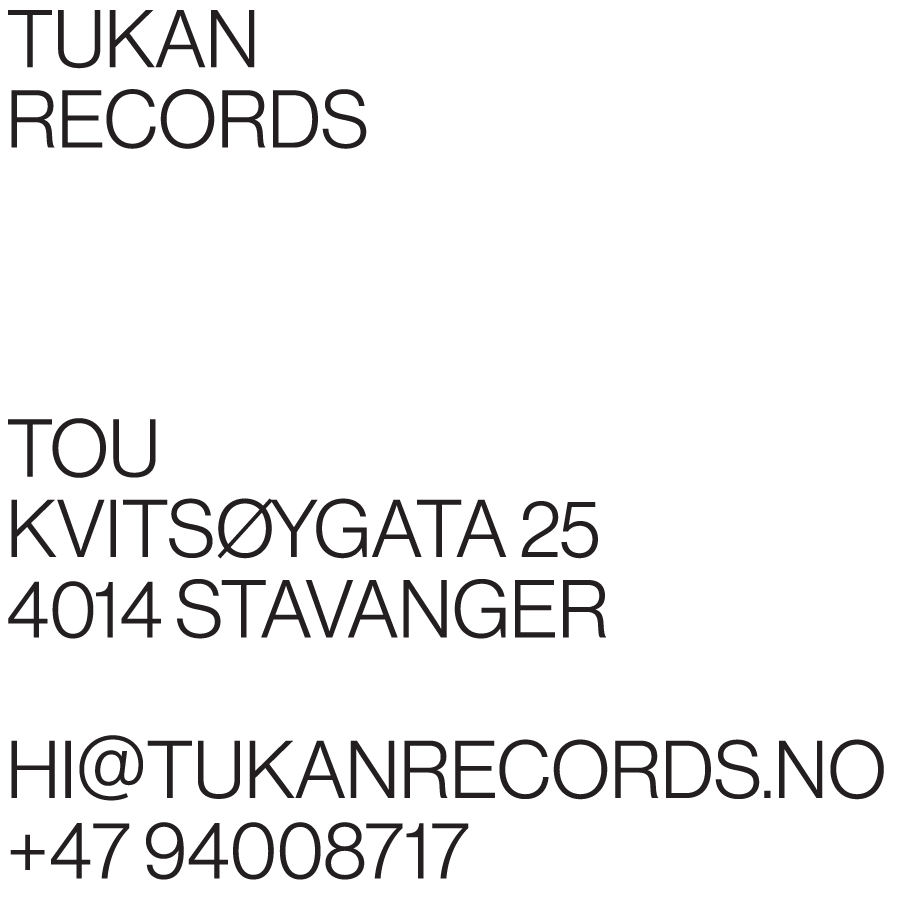 TUKAN
RECORDS
TOU
KVITSØYGATA 25
4014 STAVANGER
HI@TUKANRECORDS.NO
+47 94008717